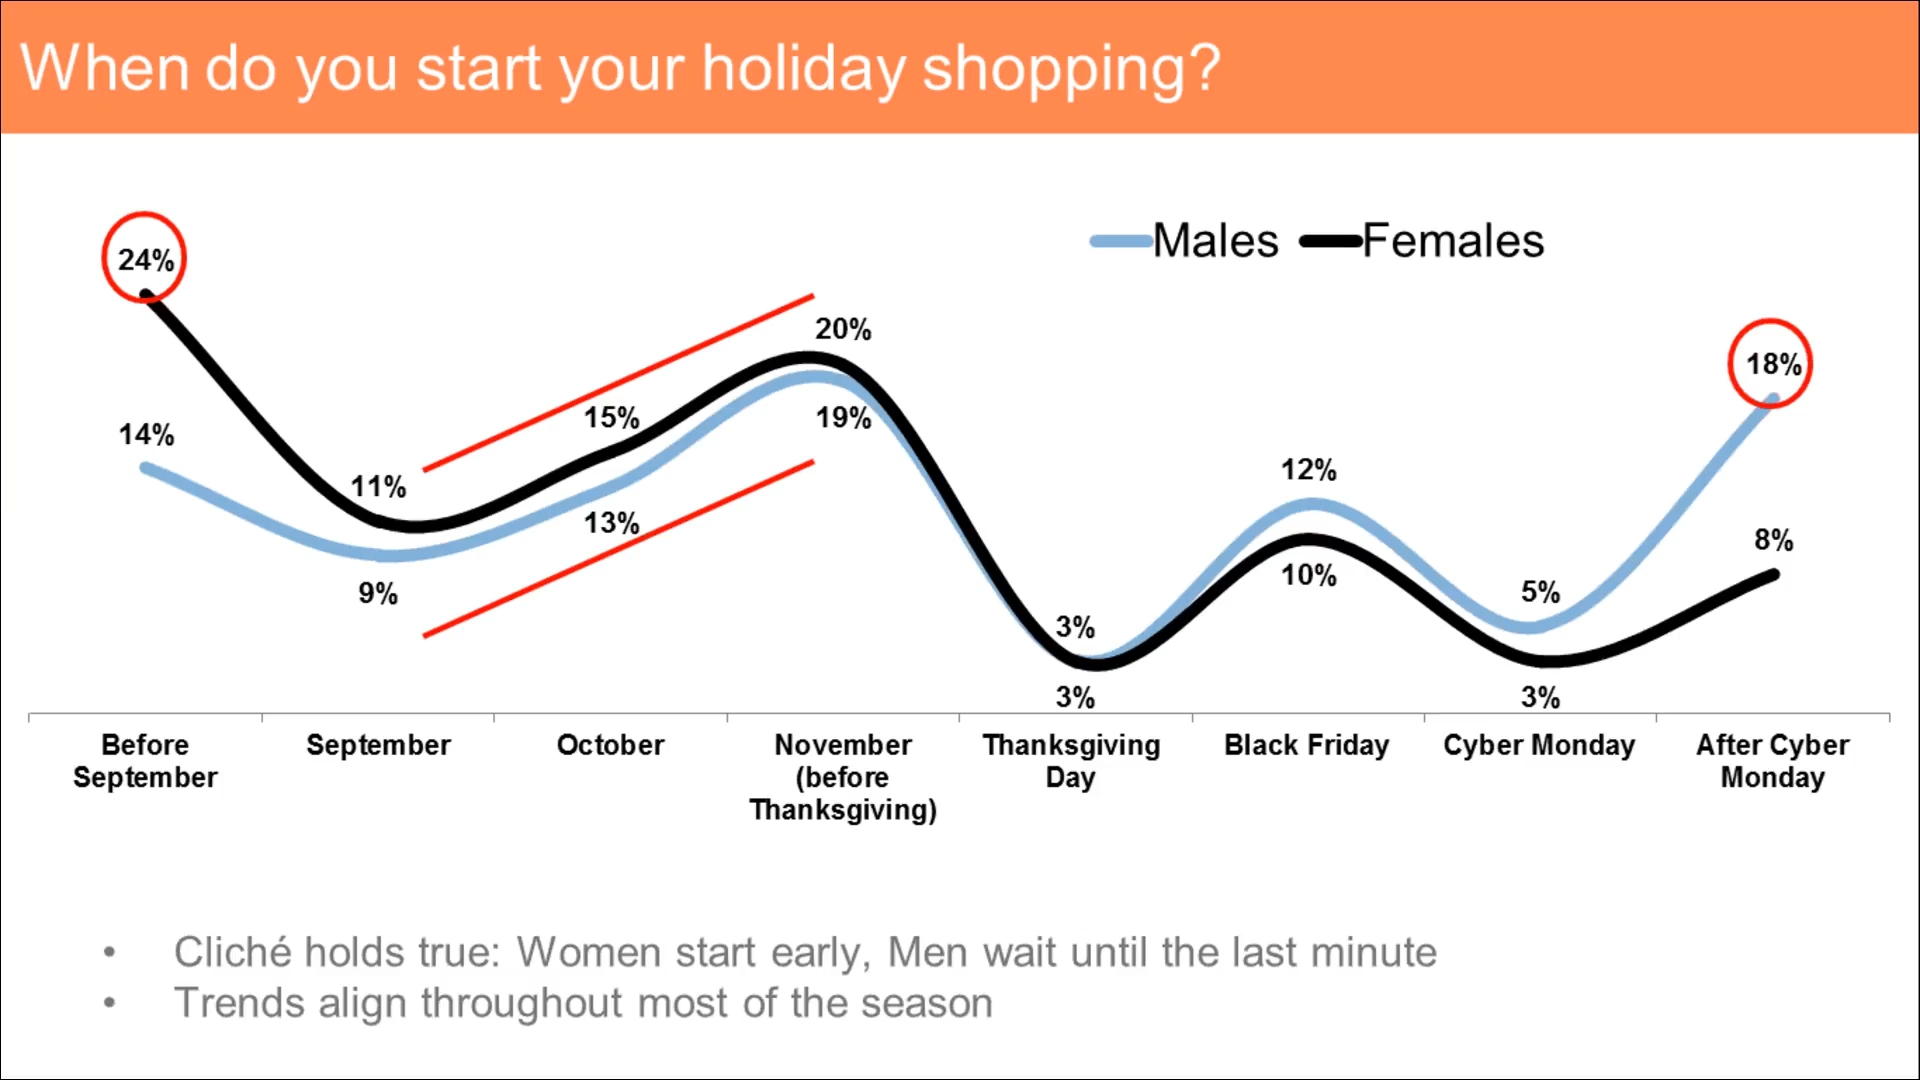 When do you start your holiday shopping?
Males Females
24%
14%
11%
9%
15%
13%
20%
19%
3%
3%
12%
10%
5%
3%
18%
8%
Before
September
September
October
November
(before
Thanksgiving)
Thanksgiving
Day
Black Friday
Cyber Monday
After Cyber
Monday
• Cliché holds true: Women start early, Men wait until the last minute
• Trends align throughout most of the season